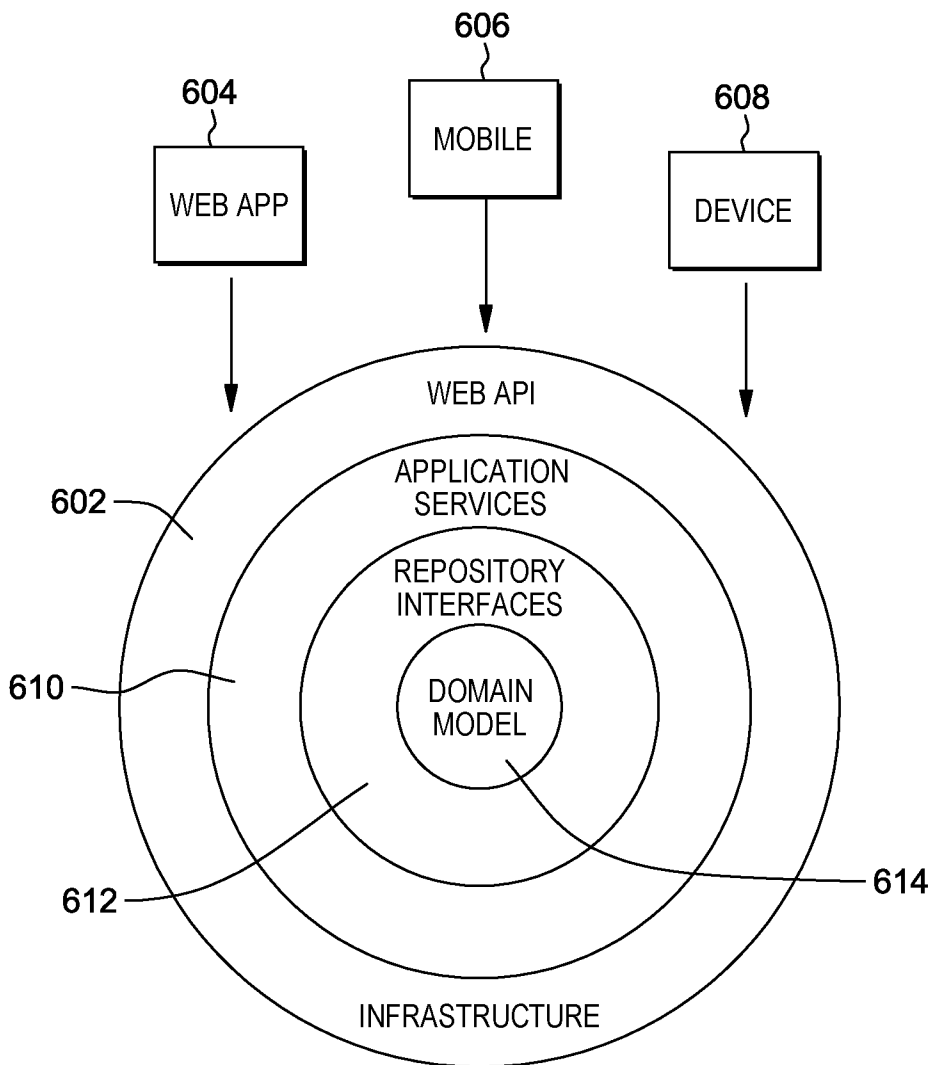 606
604
608
MOBILE
WEB APP
DEVICE
WEB API
APPLICATION
SERVICES
602
REPOSITORY
INTERFACES
610
DOMAIN
MODEL
612
614
INFRASTRUCTURE